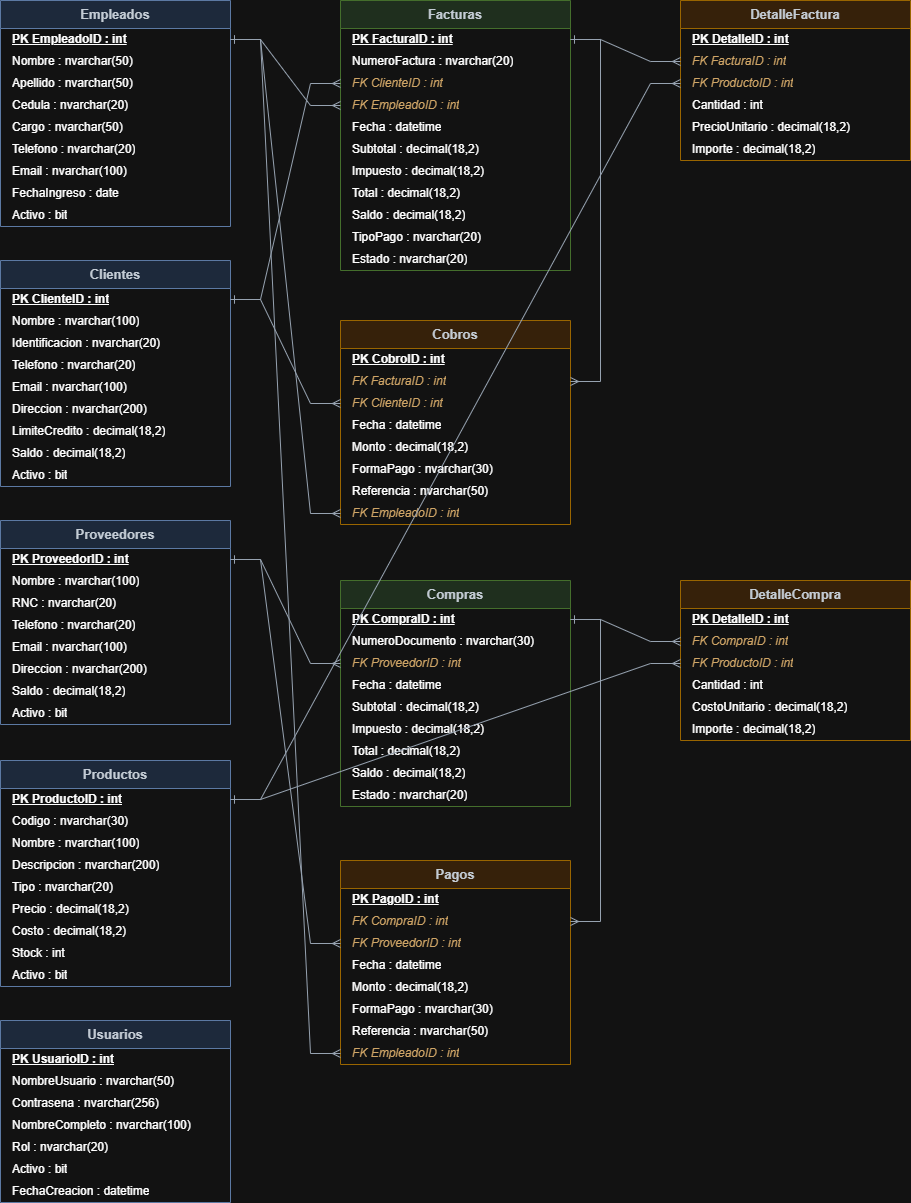 Empleados
PK EmpleadoID : int
Nombre : nvarchar(50)
Apellido : nvarchar(50)
Cedula : nvarchar(20)
Cargo : nvarchar(50)
Telefono : nvarchar(20)
Email : nvarchar(100)
FechaIngreso : date
Activo : bit
Clientes
PK ClienteID : int
Nombre : nvarchar(100)
Identificacion : nvarchar(20)
Telefono : nvarchar(20)
Email : nvarchar(100)
Direccion : nvarchar(200)
LimiteCredito : decimal(18,2)
Saldo : decimal(18,2)
Activo : bit
Proveedores
PK ProveedorID : int
Nombre : nvarchar(100)
RNC : nvarchar(20)
Telefono : nvarchar(20)
Email : nvarchar(100)
Direccion : nvarchar(200)
Saldo : decimal(18,2)
Activo : bit
Productos
PK ProductoID : int
Codigo : nvarchar(30)
Nombre : nvarchar(100)
Descripcion : nvarchar(200)
Tipo : nvarchar(20)
Precio : decimal(18,2)
Costo : decimal(18,2)
Stock : int
Activo : bit
Usuarios
PK UsuarioID : int
NombreUsuario : nvarchar(50)
Contrasena : nvarchar(256)
NombreCompleto : nvarchar(100)
Rol : nvarchar(20)
Activo : bit
FechaCreacion : datetime
Facturas
PK FacturaID : int
NumeroFactura : nvarchar(20)
FK ClienteID : int
FK EmpleadoID : int
Fecha : datetime
Subtotal : decimal(18,2)
Impuesto : decimal(18,2)
Total : decimal(18,2)
Saldo : decimal(18,2)
TipoPago : nvarchar(20)
Estado : nvarchar(20)
Cobros
PK CobroID : int
FK FacturaID : int
FK ClienteID : int
Fecha : datetime
Monto : decimal(18,2)
FormaPago : nvarchar(30)
Referencia : nvarchar(50)
FK EmpleadoID : int
Compras
PK CompraID : int
NumeroDocumento : nvarchar(30)
FK ProveedorID : int
Fecha : datetime
Subtotal : decimal(18,2)
Impuesto : decimal(18,2)
Total : decimal(18,2)
Saldo : decimal(18,2)
Estado : nvarchar(20)
Pagos
PK PagoID : int
FK CompraID : int
FK ProveedorID : int
Fecha : datetime
Monto : decimal(18,2)
FormaPago : nvarchar(30)
Referencia : nvarchar(50)
FK EmpleadoID : int
DetalleFactura
PK DetalleID : int
FK FacturaID : int
FK ProductoID : int
Cantidad : int
PrecioUnitario : decimal(18,2)
Importe : decimal(18,2)
DetalleCompra
PK DetalleID : int
FK CompraID : int
FK ProductoID : int
Cantidad : int
CostoUnitario : decimal(18,2)
Importe : decimal(18,2)